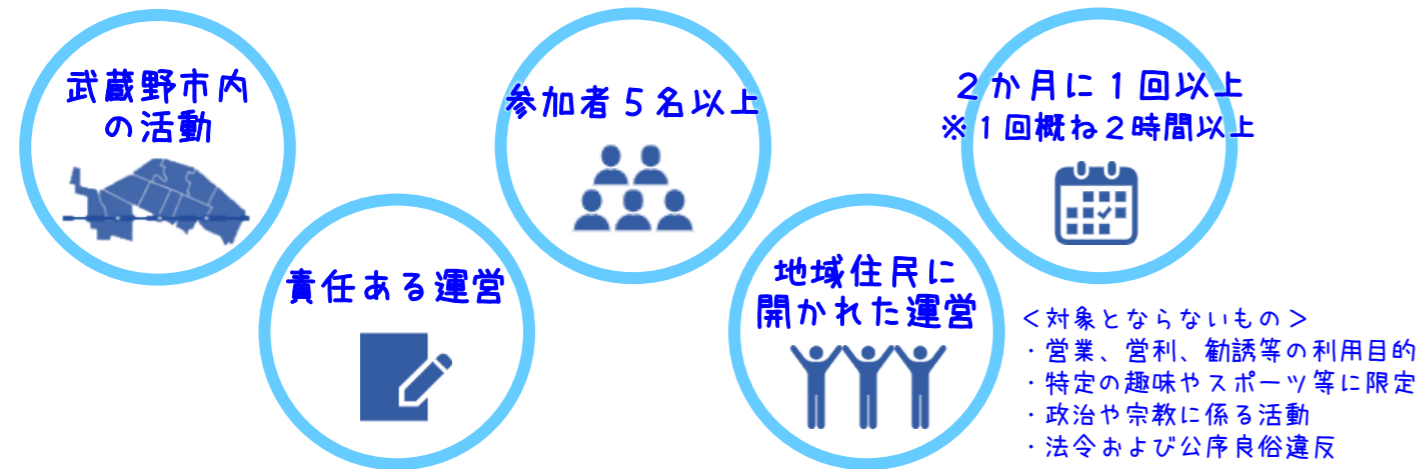 武蔵野市内
の活動
責任ある運営
参加者５名以上
地域住民に
開かれた運営
２か月に１回以上
※１回概ね２時間以上
＜対象とならないもの＞
・営業、営利、勧誘等の利用目的
・特定の趣味やスポーツ等に限定
・政治や宗教に係る活動
・法令および公序良俗違反